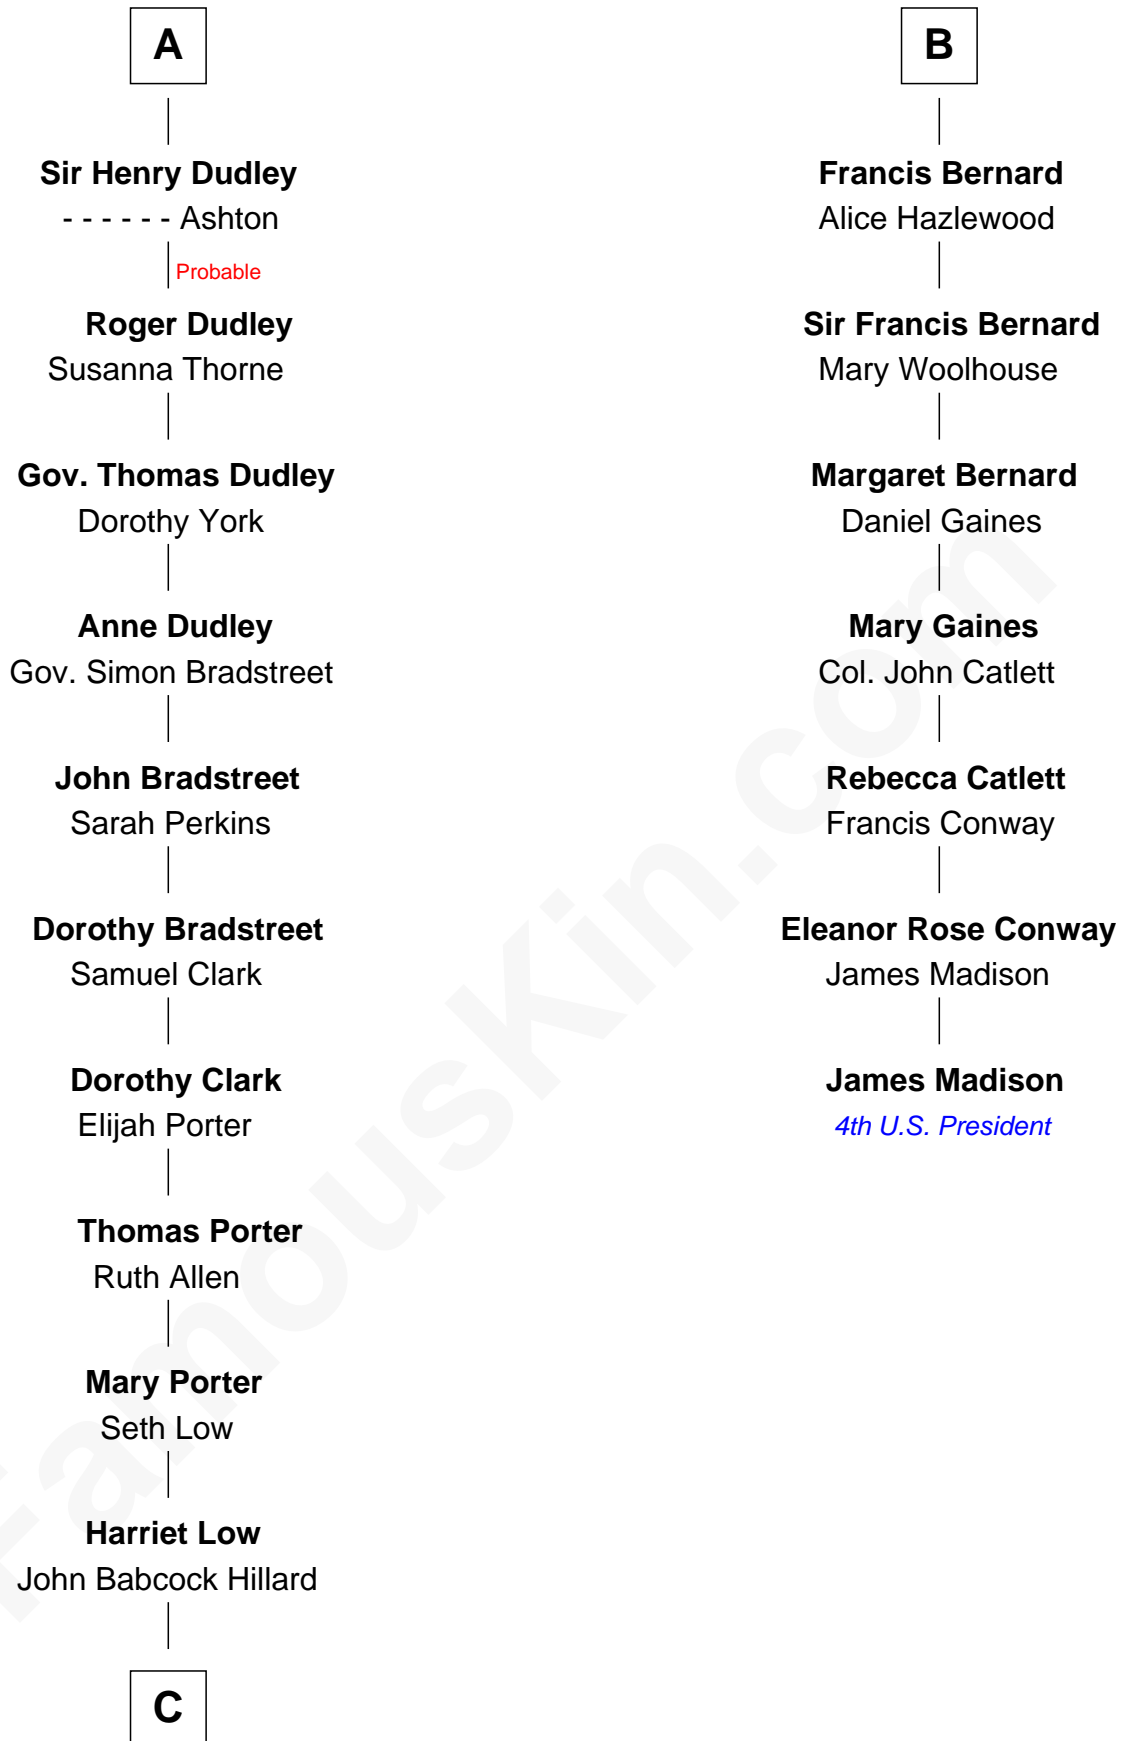 A
Sir Henry Dudley
- - - - - - Ashton
Probable
Roger Dudley
Susanna Thorne
Gov. Thomas Dudley
Dorothy York
Anne Dudley
Gov. Simon Bradstreet
John Bradstreet
Sarah Perkins
Dorothy Bradstreet
Samuel Clark
Dorothy Clark
Elijah Porter
Thomas Porter
Ruth Allen
Mary Porter
Seth Low
Harriet Low
John Babcock Hillard
C
B
Francis Bernard
Alice Hazlewood
Sir Francis Bernard
Mary Woolhouse
Margaret Bernard
Daniel Gaines
Mary Gaines
Col. John Catlett
Rebecca Catlett
Francis Conway
Eleanor Rose Conway
James Madison
James Madison
4th U.S. President
FamousKin.com